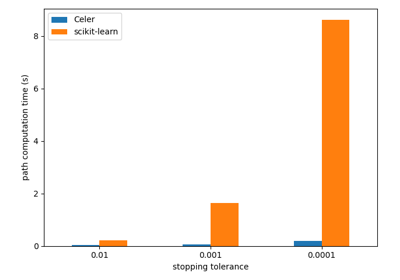 Celer
scikit-learn
path computation time (s)
8
6
4
2
0
0.01
0.001
0.0001
stopping tolerance